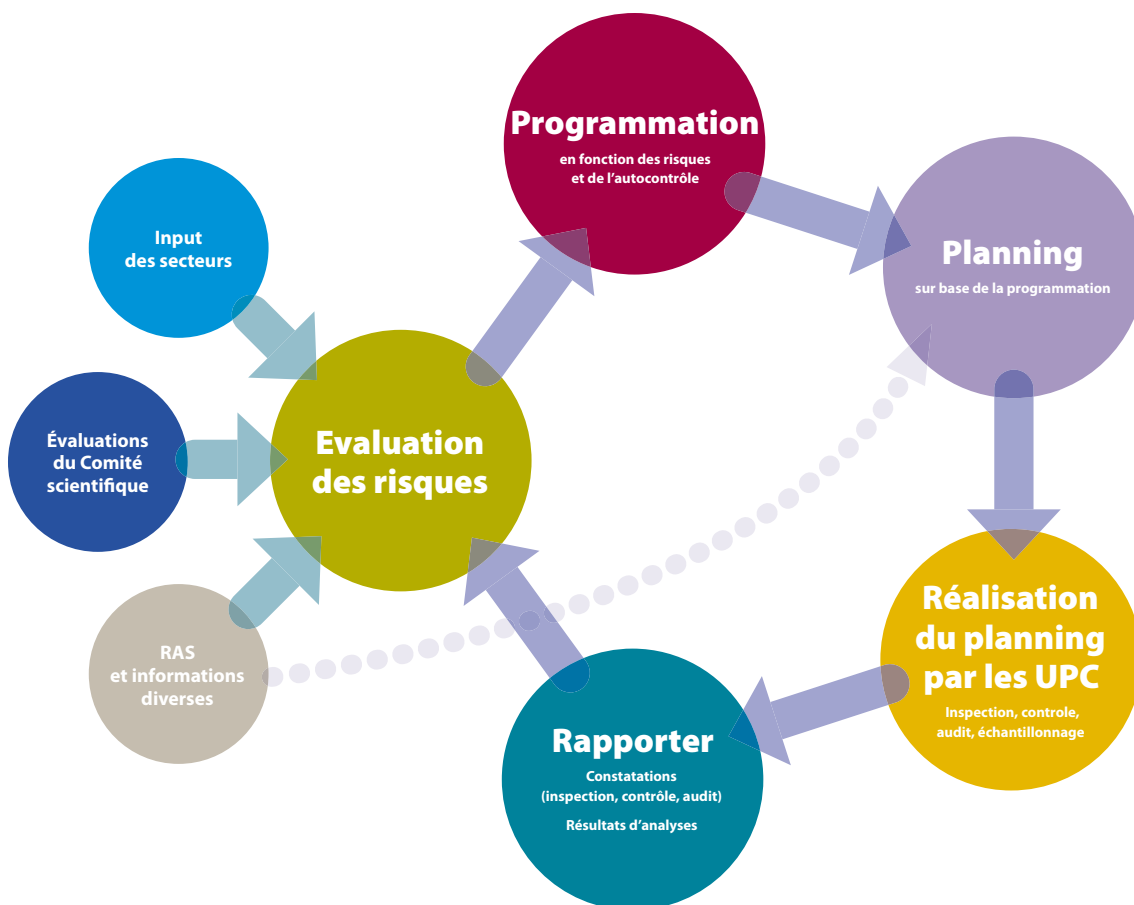 Programmation
en fonction des risques
et de l'autocontrôle
Planning
sur base de la programmation
Input
des secteurs
Évaluations
du Comité
scientifique
Evaluation
des risques
RAS
et informations
diverses
Réalisation
du planning
par les UPC
Inspection, controle,
audit, échantillonnage
Rapporter
Constatations
(inspection, contrôle, audit)
Résultats d'analyses